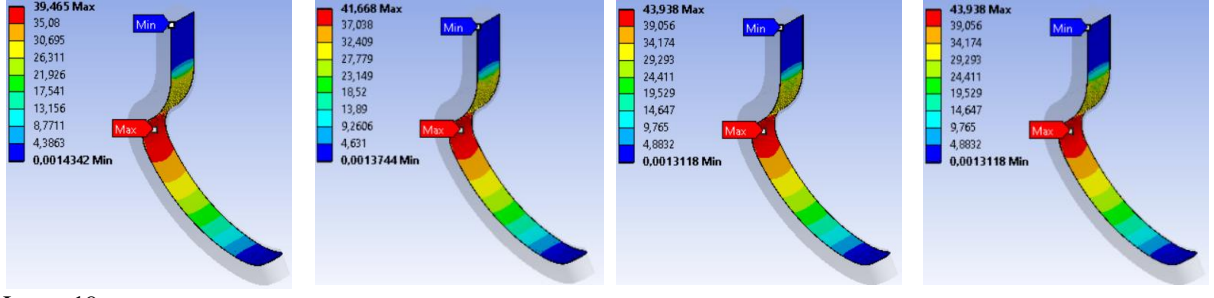 39,465 Max
35,08
30,695
26,311
21,926
17,541
13,156
8,7711
4,3863
0,0014342 Min
Min
Max
41,668 Max
37,038
32,409
27,779
23,149
18,52
13,89
9,2606
4,631
0,0013744 Min
Min
Max
43,938 Max
39,056
34,174
29,293
24,411
19,529
14,647
9,765
4,8832
0,0013118 Min
Min
Max
43,938 Max
39,056
34,174
29,293
24,411
19,529
14,647
9,765
4,8832
0,0013118 Min
Min
Max